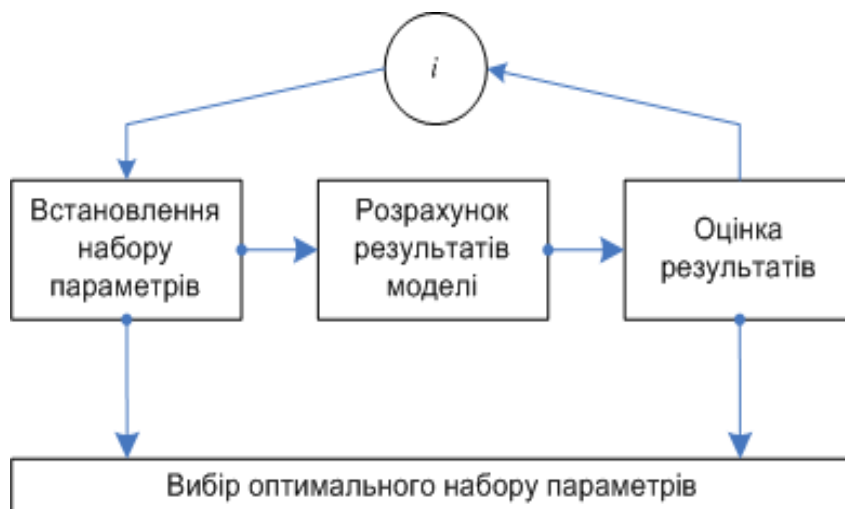 i
Встановлення
набору
параметрів
Розрахунок
результатів
моделі
Оцінка
результатів
Вибір оптимального набору параметрів